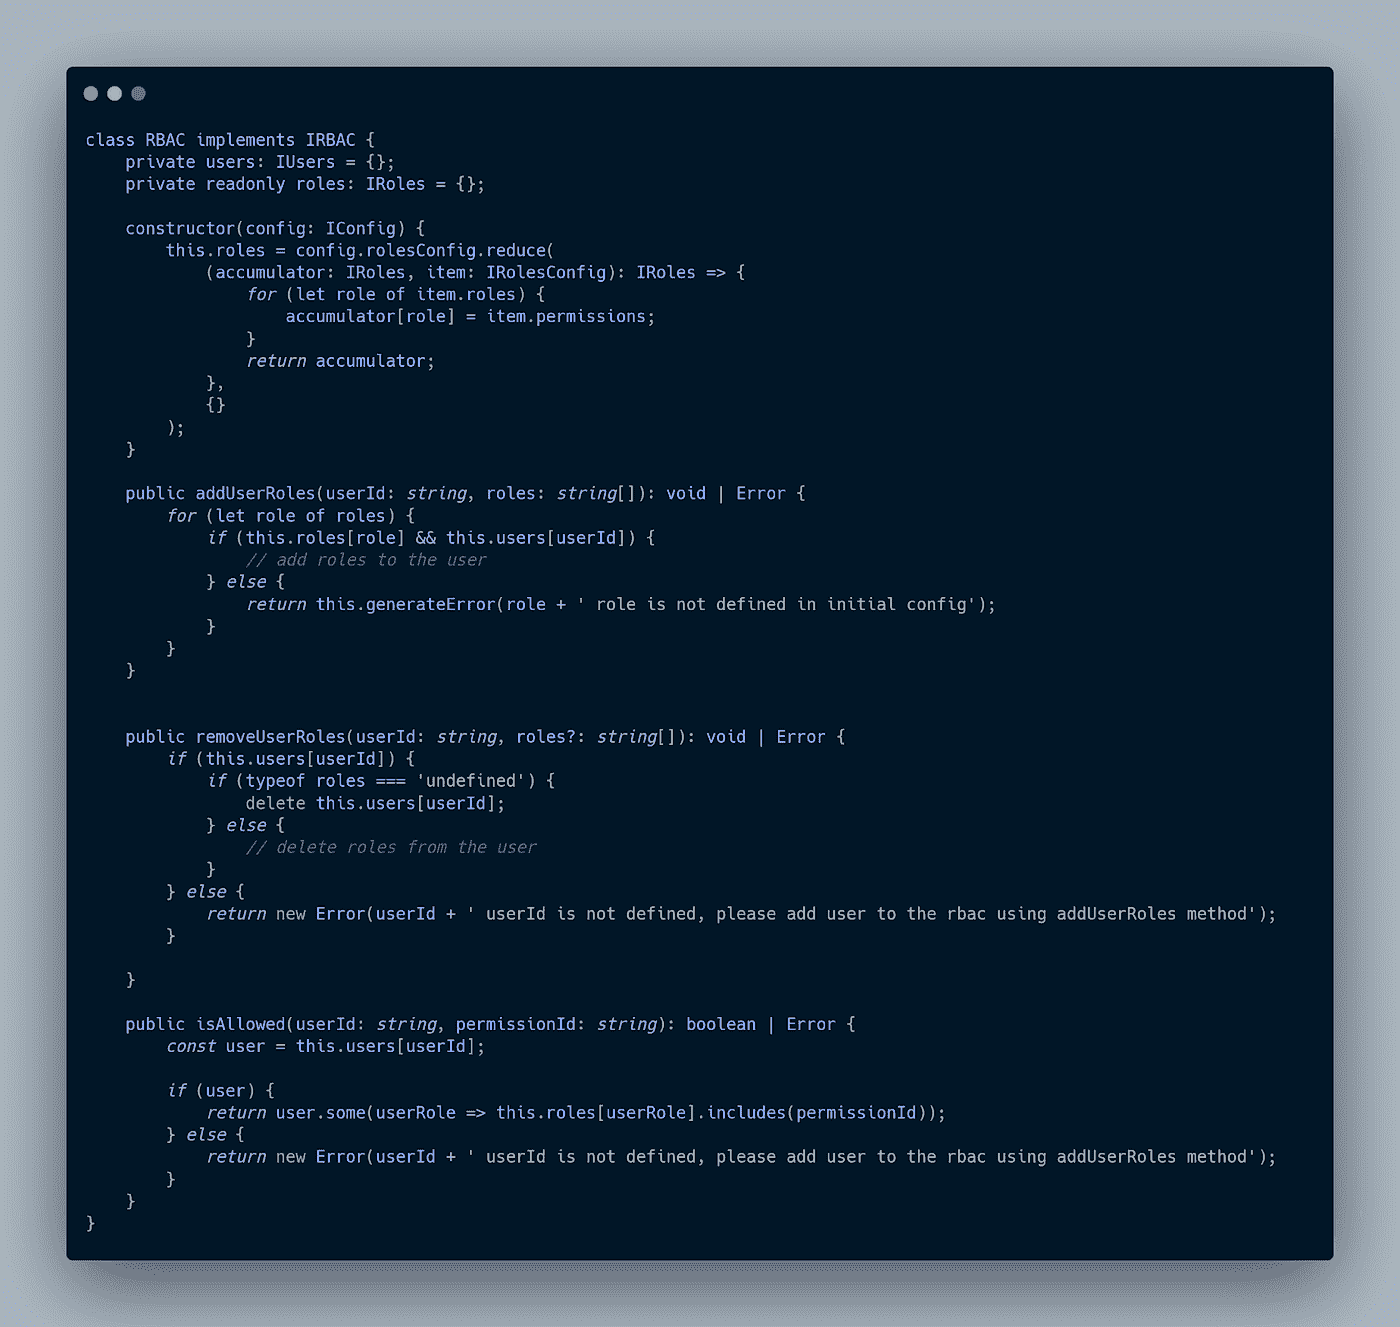 class RBAC implements IRBAC {
    private users: IUsers = {};
    private readonly roles: IRoles = {};

    constructor(config: IConfig) {
        this.roles = config.rolesConfig.reduce(
            (accumulator: IRoles, item: IRolesConfig): IRoles => {
                for (let role of item.roles) {
                    accumulator[role] = item.permissions;
                }
                return accumulator;
            },
            {}
        );
    }

    public addUserRoles(userId: string, roles: string[]): void | Error {
        for (let role of roles) {
            if (this.roles[role] && this.users[userId]) {
                // add roles to the user
            } else {
                return this.generateError(role + ' role is not defined in initial config');
            }
        }
    }


    public removeUserRoles(userId: string, roles?: string[]): void | Error {
        if (this.users[userId]) {
            if (typeof roles === 'undefined') {
                delete this.users[userId];
            } else {
                // delete roles from the user
            }
        } else {
            return new Error(userId + ' userId is not defined, please add user to the rbac using addUserRoles method');
        }

    }

    public isAllowed(userId: string, permissionId: string): boolean | Error {
        const user = this.users[userId];

        if (user) {
            return user.some(userRole => this.roles[userRole].includes(permissionId));
        } else {
            return new Error(userId + ' userId is not defined, please add user to the rbac using addUserRoles method');
        }
    }
}